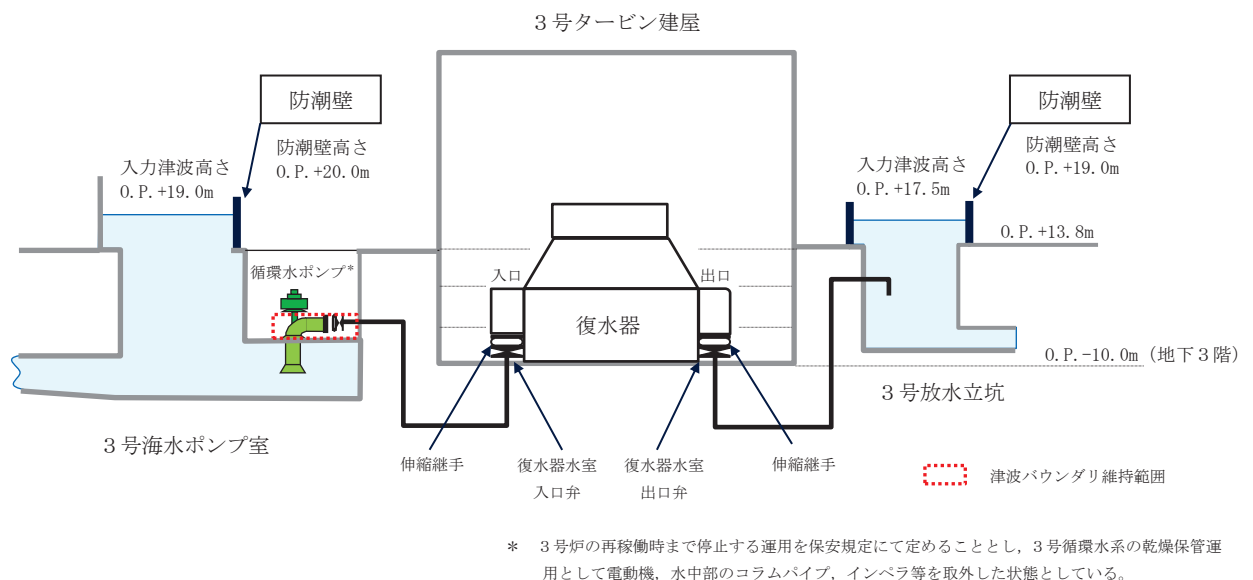 ３号タービン建屋
防潮壁
防潮壁
入力津波高さ
O.P.+19.0m
防潮壁高さ
O.P.+20.0m
入力津波高さ
O.P.+17.5m
防潮壁高さ
O.P.+19.0m
O.P.+13.8m
循環水ポンプ*
入口
出口
復水器
O.P.-10.0m（地下３階）
３号放水立坑
３号海水ポンプ室
伸縮継手
復水器水室
入口弁
復水器水室
出口弁
伸縮継手
津波バウンダリ維持範囲
* ３号炉の再稼働時まで停止する運用を保安規定にて定めることとし，３号循環水系の乾燥保管運
用として電動機，水中部のコラムパイプ，インペラ等を取外した状態としている。